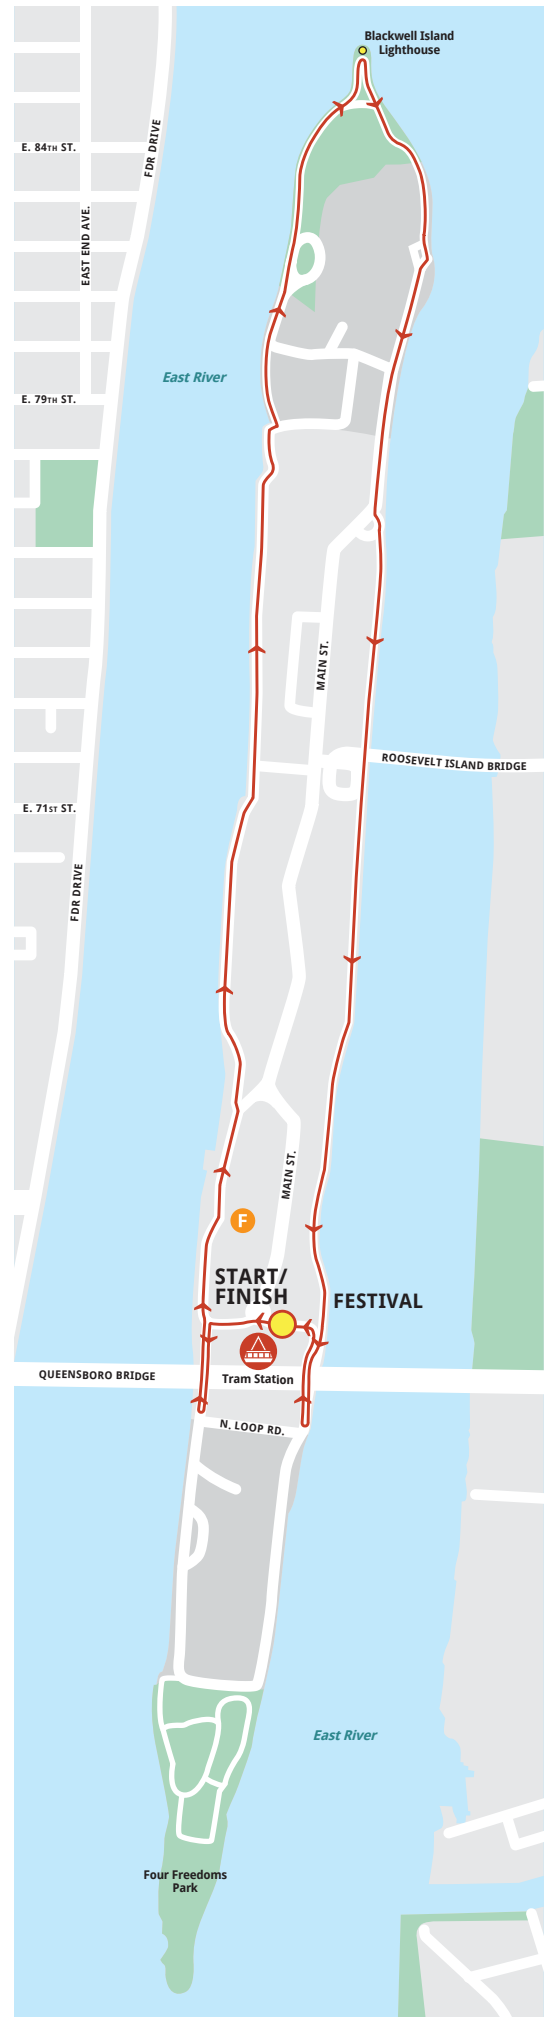 Blackwell Island
Lighthouse
E. 84TH ST.
FDR DRIVE
EAST END AVE.
East River
E. 79TH ST.
MAIN ST.
ROOSEVELT ISLAND BRIDGE
E. 71ST ST.
FDR DRIVE
MAIN ST.
F
START/
FINISH
FESTIVAL
QUEENSBORO BRIDGE
Tram Station
N. LOOP RD.
East River
Four Freedoms
Park